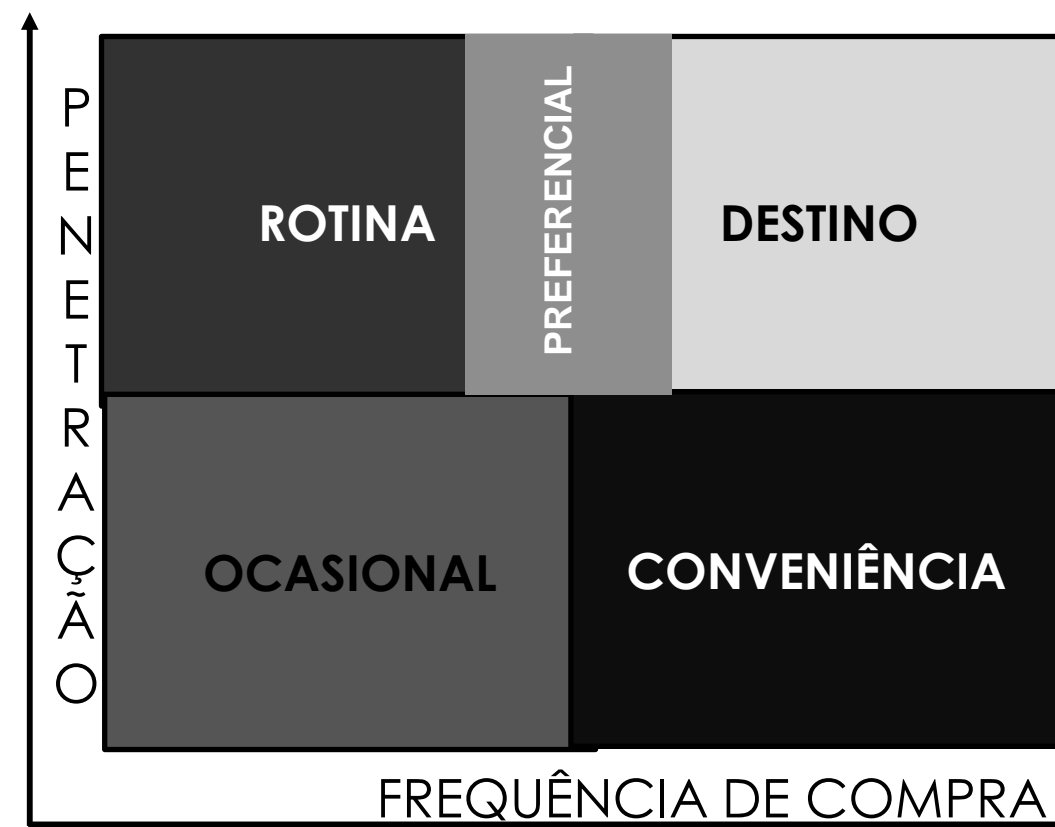 PENETRAÇÃO
ROTINA
PREFERENCIAL
DESTINO
OCASIONAL
CONVENIÊNCIA
FREQUÊNCIA DE COMPRA